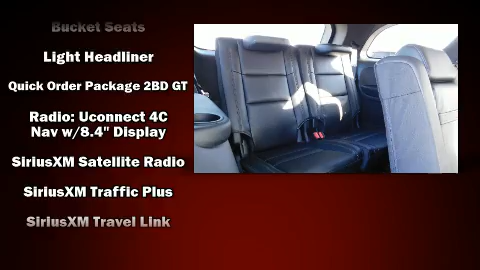 Bucket Seats
Light Headliner
Quick Order Package 2BD GT
Radio: Uconnect 4C
Nav w/8.4" Display
SiriusXM Satellite Radio
SiriusXM Traffic Plus
SiriusXM Travel Link